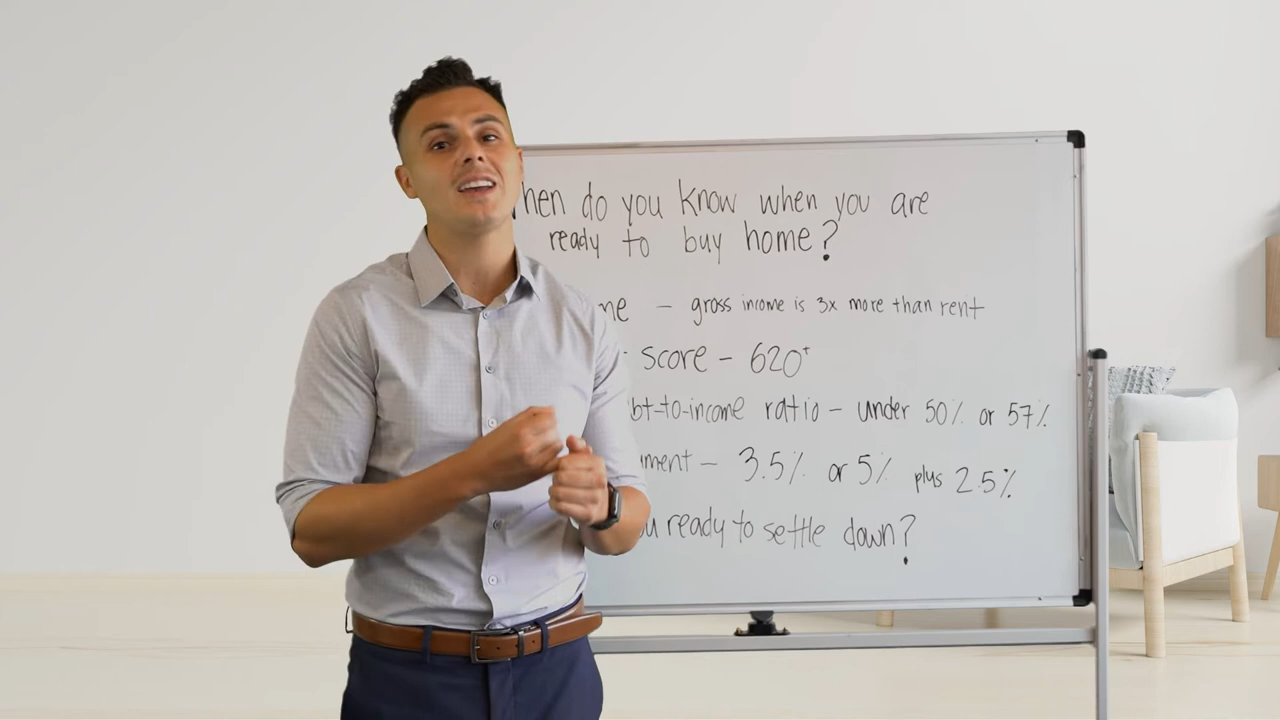 hen do you know when you are
ready to buy home?
me - gross income is 3x more than rent
score - 620+
bt-to-income ratio - under 50% or 57%
ment - 3.5% or 5% plus 2.5%
u ready to settle down?